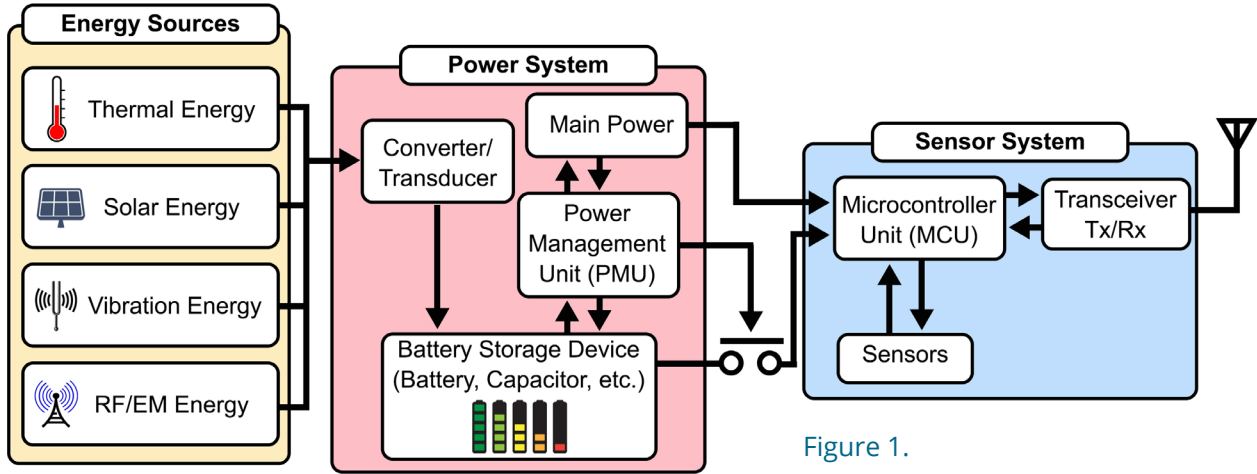 Energy Sources
Thermal Energy
Solar Energy
Vibration Energy
RF/EM Energy
Power System
Converter/
Transducer
Main Power
Power
Management
Unit (PMU)
Battery Storage Device
(Battery, Capacitor, etc.)
Sensor System
Microcontroller
Unit (MCU)
Transceiver
Tx/Rx
Sensors
Figure 1.